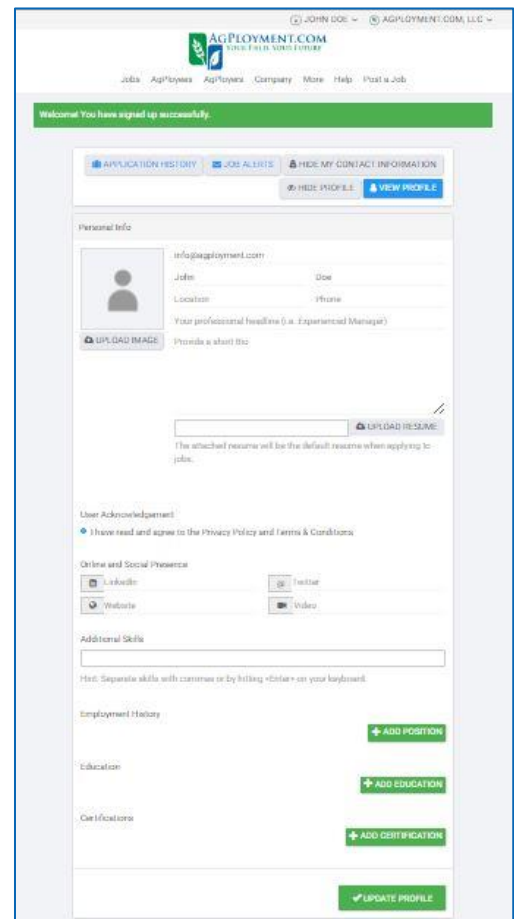 JOHN DOE AGPLOYMENT.COM, LLC
AGPLOYMENT.COM
YOUR FIELD. YOUR FUTURE
Jobs AgPloyees AgPloyers Company More Help Post a Job
Welcome! You have signed up successfully.
APPLICATION HISTORY JOB ALERTS HIDE MY CONTACT INFORMATION
HIDE PROFILE VIEW PROFILE
Personal Info
info@agployment.com
John Doe
Location Phone
Your professional headline (i.e. Experienced Manager)
UPLOAD IMAGE Provide a short bio
UPLOAD RESUME
The attached resume will be the default resume when applying to
jobs.
User Acknowledgement
I have read and agree to the Privacy Policy and Terms & Conditions
Online and Social Presence
LinkedIn @ Twitter
Website Video
Additional Skills
Hint: Separate skills with commas or by hitting <Enter> on your keyboard.
Employment History
ADD POSITION
Education
ADD EDUCATION
Certifications
ADD CERTIFICATION
UPDATE PROFILE